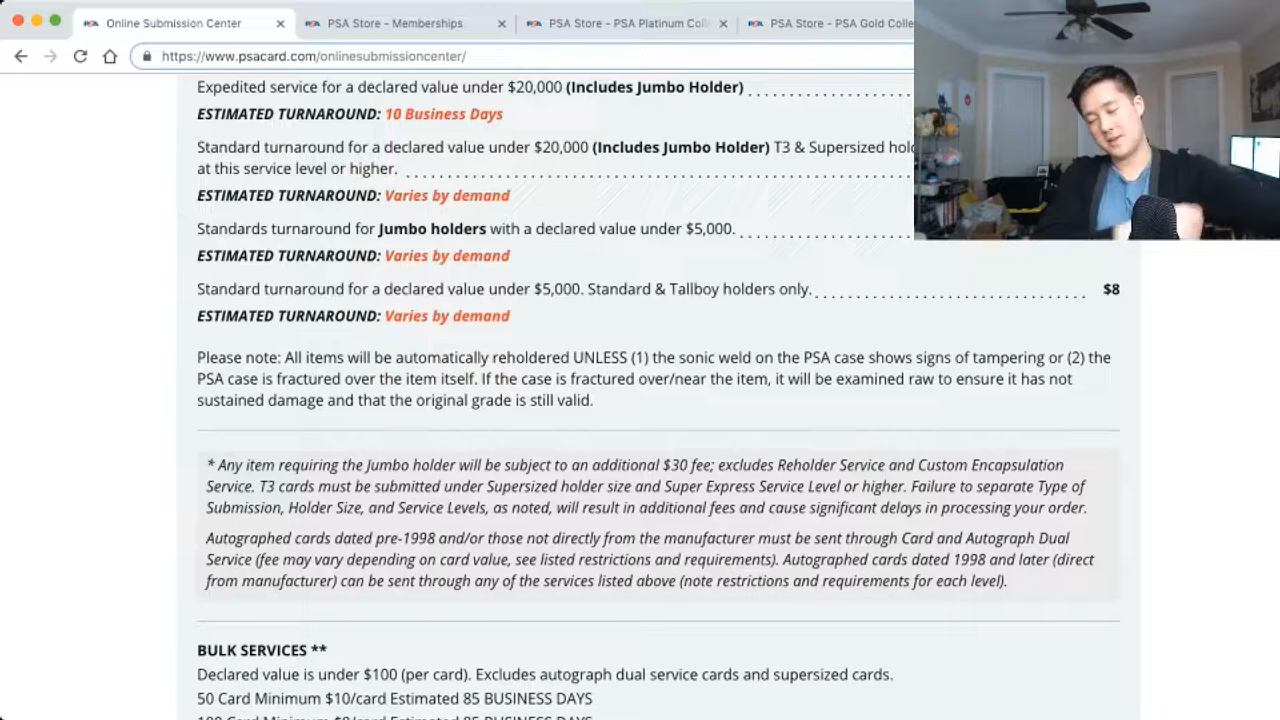 Online Submission Center
PSA Store – Memberships
PSA Store - PSA Platinum Coll
PSA Store - PSA Gold Colle
https://www.psacard.com/onlinesubmissioncenter/
Expedited service for a declared value under $20,000 (Includes Jumbo Holder)
ESTIMATED TURNAROUND: 10 Business Days
Standard turnaround for a declared value under $20,000 (Includes Jumbo Holder) T3 & Supersized hold
at this service level or higher.
ESTIMATED TURNAROUND: Varies by demand
Standards turnaround for Jumbo holders with a declared value under $5,000.
ESTIMATED TURNAROUND: Varies by demand
Standard turnaround for a declared value under $5,000. Standard & Tallboy holders only. $8
ESTIMATED TURNAROUND: Varies by demand
Please note: All items will be automatically reholdered UNLESS (1) the sonic weld on the PSA case shows signs of tampering or (2) the
PSA case is fractured over the item itself. If the case is fractured over/near the item, it will be examined raw to ensure it has not
sustained damage and that the original grade is still valid.
* Any item requiring the Jumbo holder will be subject to an additional $30 fee; excludes Reholder Service and Custom Encapsulation
Service. T3 cards must be submitted under Supersized holder size and Super Express Service Level or higher. Failure to separate Type of
Submission, Holder Size, and Service Levels, as noted, will result in additional fees and cause significant delays in processing your order.
Autographed cards dated pre-1998 and/or those not directly from the manufacturer must be sent through Card and Autograph Dual
Service (fee may vary depending on card value, see listed restrictions and requirements). Autographed cards dated 1998 and later (direct
from manufacturer) can be sent through any of the services listed above (note restrictions and requirements for each level).
BULK SERVICES **
Declared value is under $100 (per card). Excludes autograph dual service cards and supersized cards.
50 Card Minimum $10/card Estimated 85 BUSINESS DAYS
100 Card Minimum $9/card Estimated 85 BUSINESS DAYS